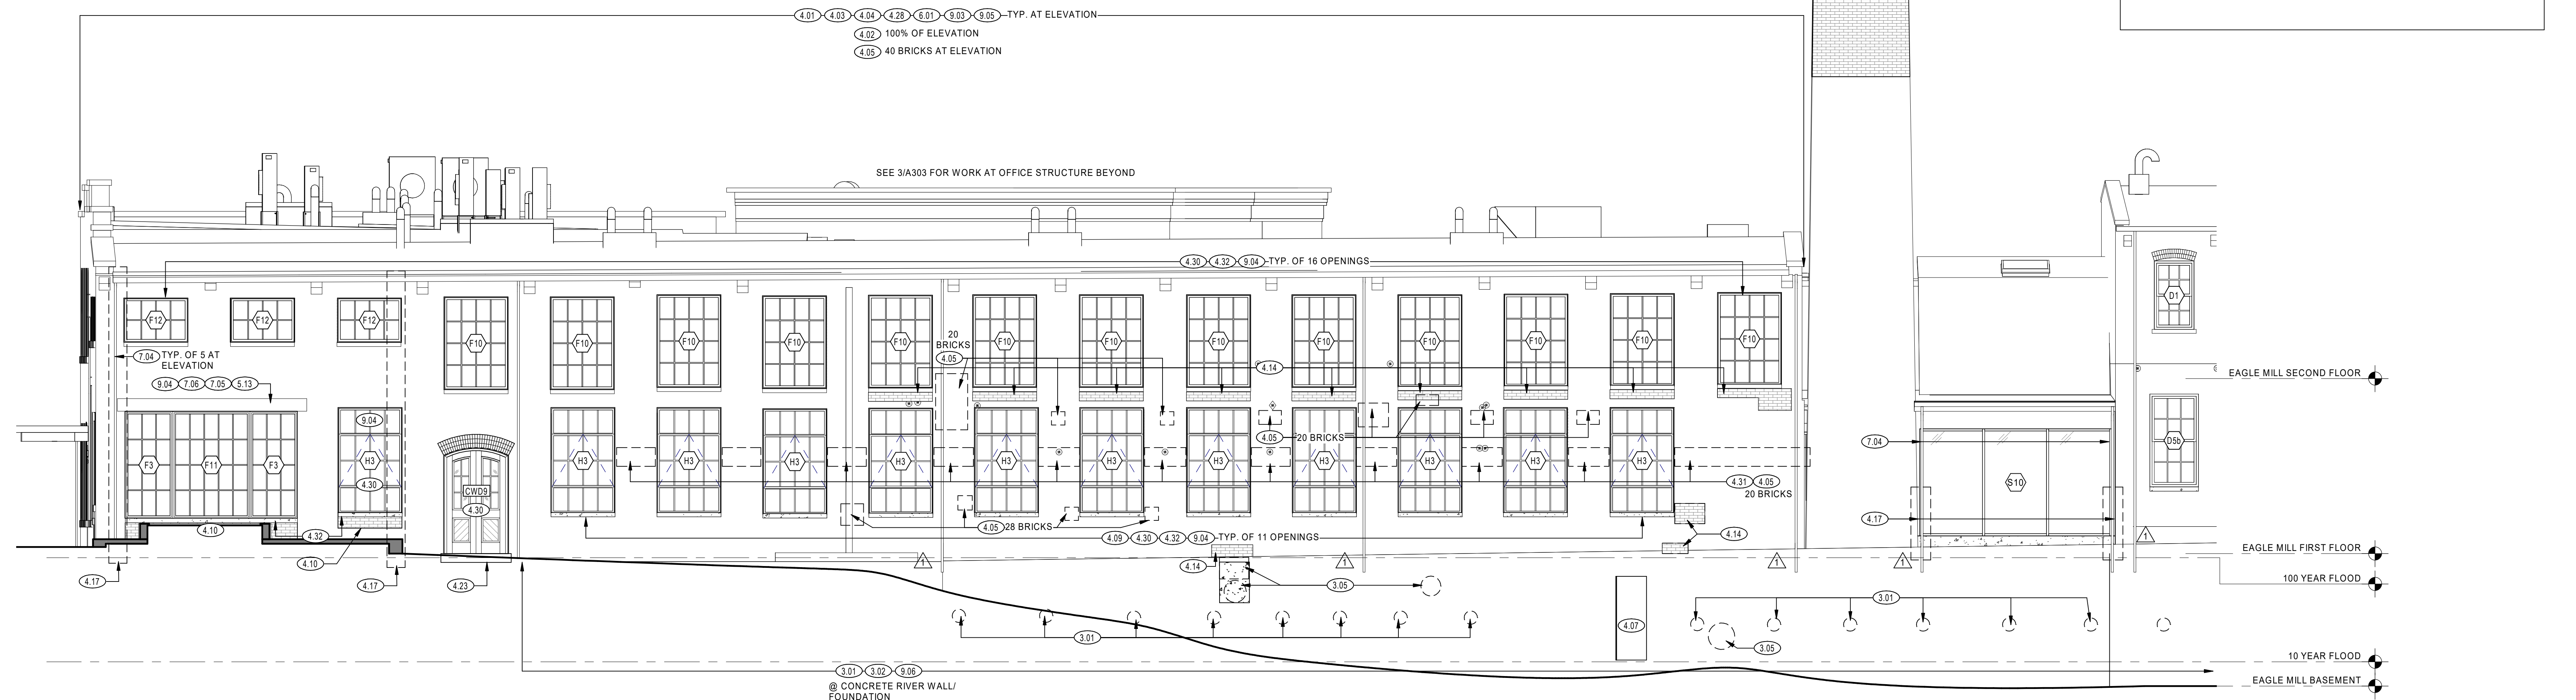 4.01 4.03 4.04 4.28 6.01 9.03 9.05 TYP. AT ELEVATION
4.02 100% OF ELEVATION
4.05 40 BRICKS AT ELEVATION
SEE 3/A303 FOR WORK AT OFFICE STRUCTURE BEYOND
4.30 4.32 9.04 TYP. OF 16 OPENINGS
D1
F12 F12 F12 F10 F10 F10 F10 F10 F10 F10 F10 F10 F10 F10 F10 F10
20
BRICKS
4.05
7.04 TYP. OF 5 AT
ELEVATION
4.14
EAGLE MILL SECOND FLOOR
9.04 7.06 7.05 5.13
9.04
4.05 20 BRICKS
7.04
D5b
F3 F11 F3 H3 H3 H3 H3 H3 H3 H3 H3 H3 H3 H3 H3
4.30
CWD9
4.30
4.31 4.05
20 BRICKS
S10
4.17
4.10
4.32
4.05 28 BRICKS
4.09 4.30 4.32 9.04 TYP. OF 11 OPENINGS
4.14
1
EAGLE MILL FIRST FLOOR
4.10
1 1 1 1
4.14
4.17
4.17
4.23
3.05
100 YEAR FLOOD
3.01
4.07
3.01
3.05
10 YEAR FLOOD
3.01 3.02 9.06
@ CONCRETE RIVER WALL/
FOUNDATION
EAGLE MILL BASEMENT